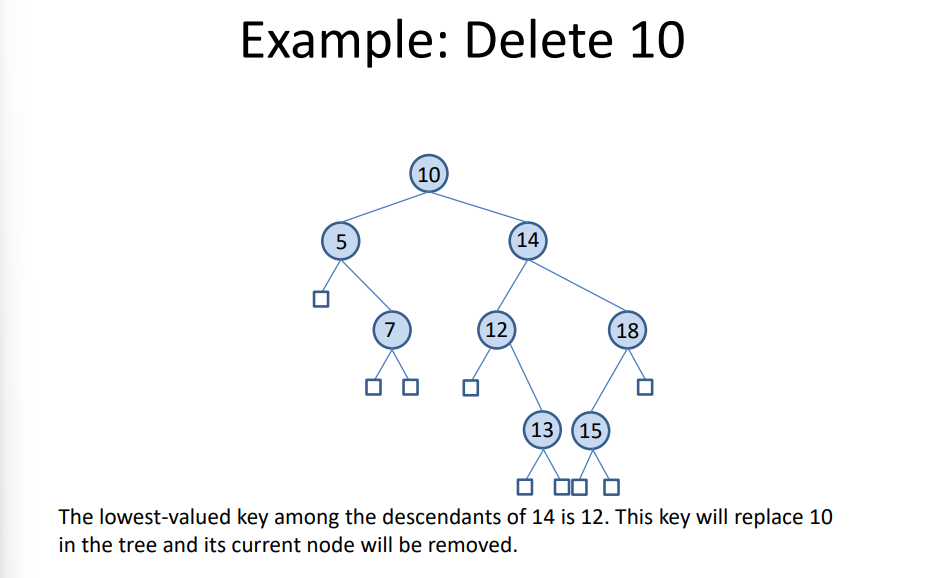 Example: Delete 10
10
5
14
7
12
18
13
15
The lowest-valued key among the descendants of 14 is 12. This key will replace 10
in the tree and its current node will be removed.